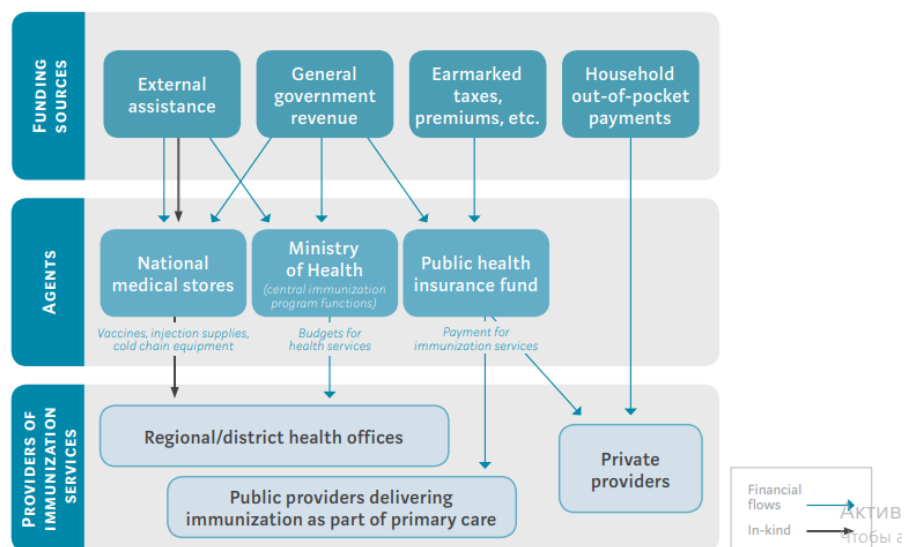 FUNDING
SOURCES
External
assistance
General
government
revenue
Earmarked
taxes,
premiums, etc.
Household
out-of-pocket
payments
AGENTS
National
medical stores
Ministry
of Health
(central immunization
program functions)
Public health
insurance fund
Vaccines, injection supplies,
cold chain equipment
Budgets for
health services
Payment for
immunization services
PROVIDERS OF
IMMUNIZATION
SERVICES
Regional/district health offices
Public providers delivering
immunization as part of primary care
Private
providers
Financial
flows
In-kind
Актив
Чтобы а